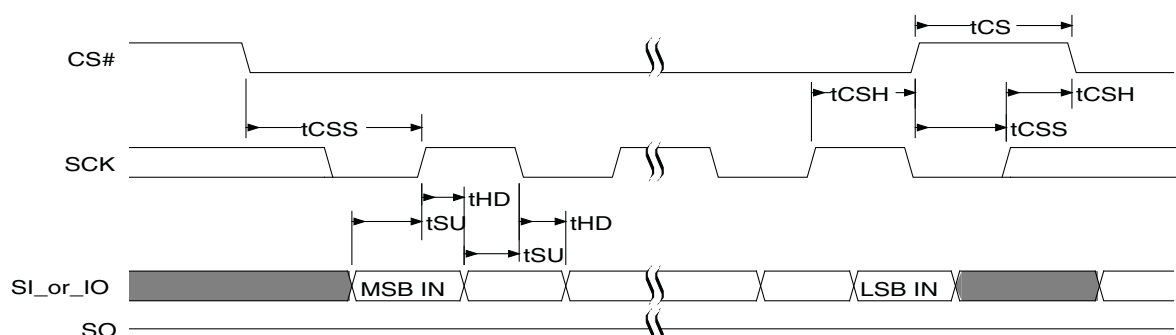 tCS
CS#
tCSH
tCSH
tCSS
tCSS
SCK
tHD
tSU
tHD
tSU
SI_or_IO
MSB IN
LSB IN
SO